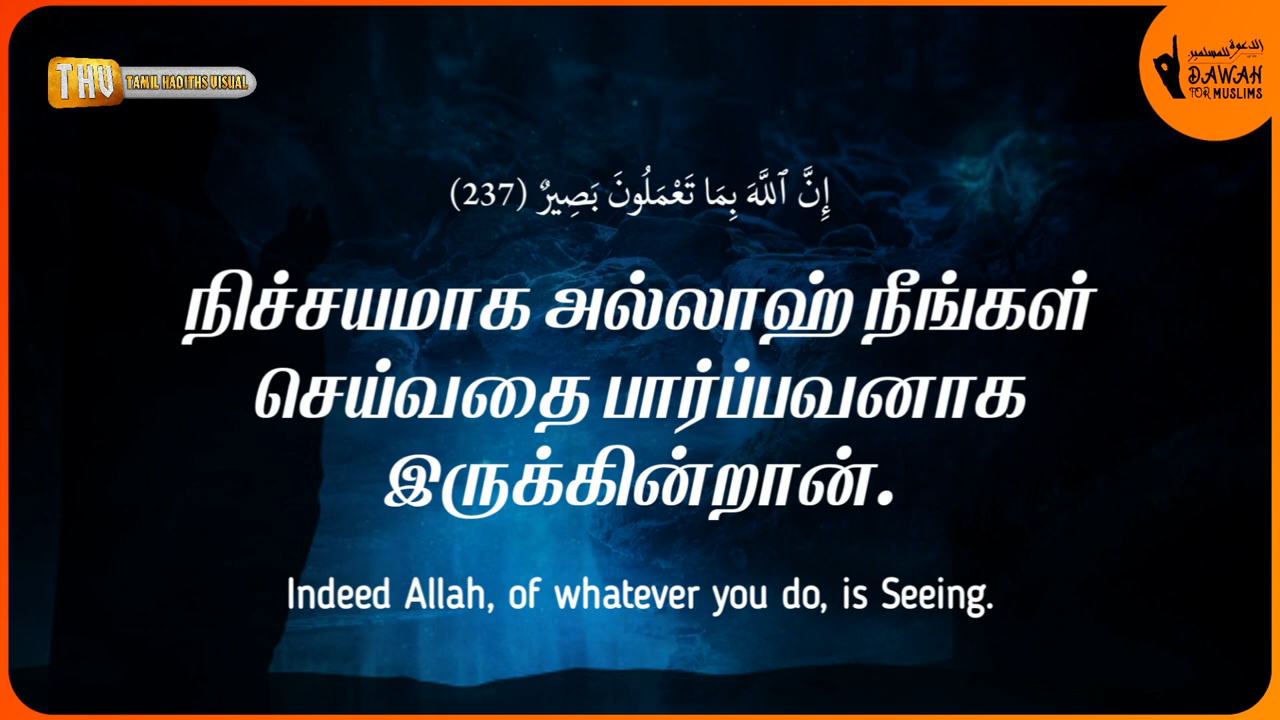 THV TAMIL HADITHS VISUAL
الدعوة للمسلمين
DAWAH
FOR MUSLIMS
إِنَّ ٱللَّهَ بِمَا تَعْمَلُونَ بَصِيرٌ (237)
நிச்சயமாக அல்லாஹ் நீங்கள்
செய்வதை பார்ப்பவனாக
இருக்கின்றான்.
Indeed Allah, of whatever you do, is Seeing.